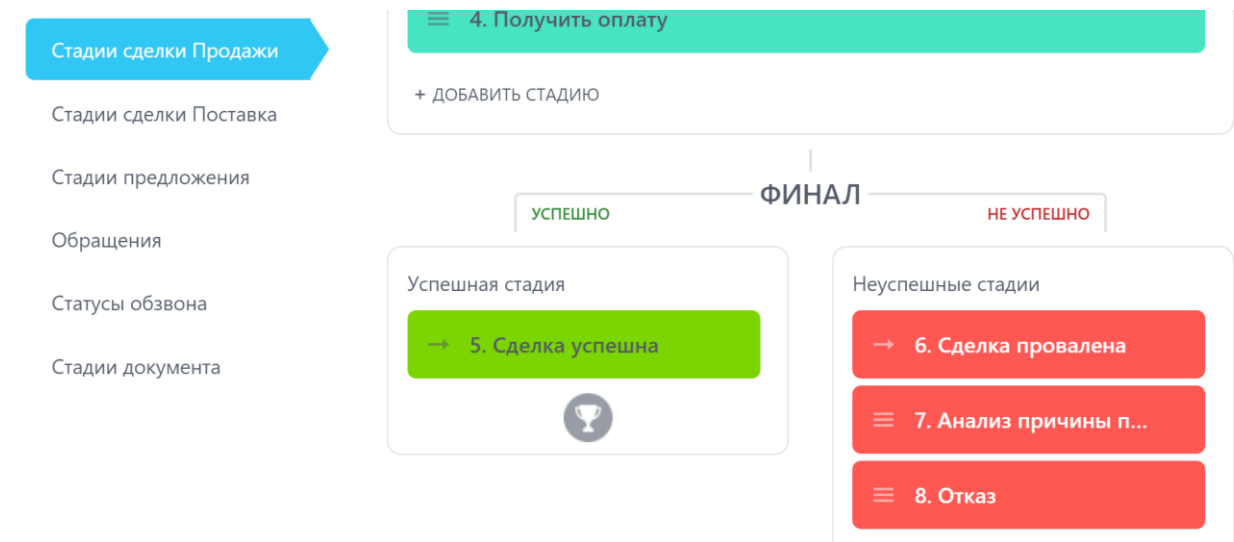 Стадии сделки Продажи
Стадии сделки Поставка
Стадии предложения
Обращения
Статусы обзвона
Стадии документа
4. Получить оплату
+ ДОБАВИТЬ СТАДИЮ
ФИНАЛ
УСПЕШНО
НЕ УСПЕШНО
Успешная стадия
5. Сделка успешна
Неуспешные стадии
6. Сделка провалена
7. Анализ причины п...
8. Отказ